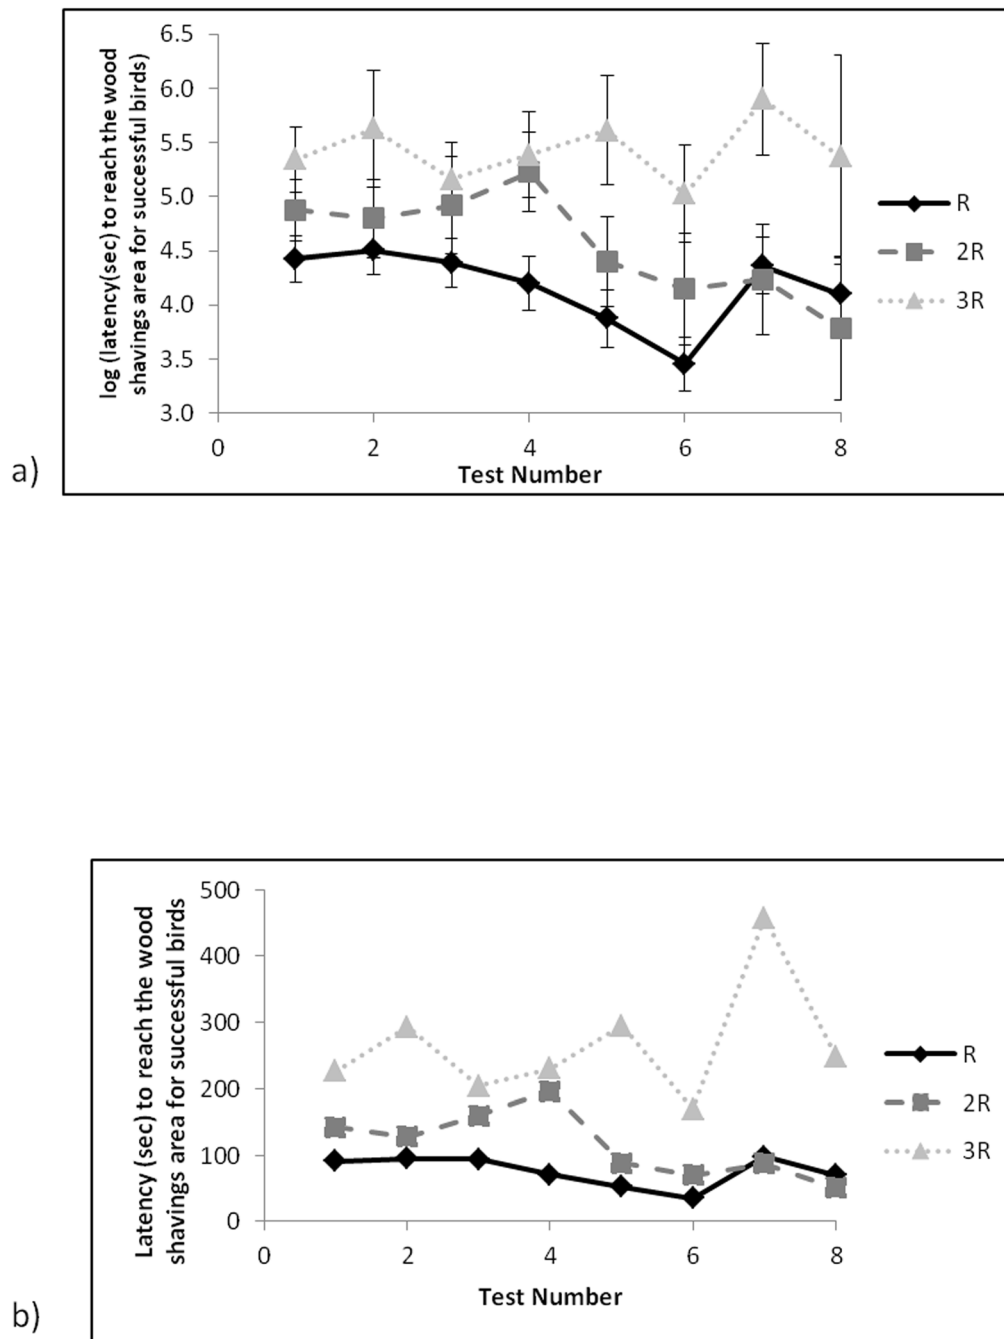 log (latency(sec) to reach the wood
shavings area for successful birds)
6.5
6.0
5.5
5.0
4.5
4.0
3.5
3.0
0
2
4
6
8
Test Number
R
2R
3R
a)
Latency (sec) to reach the wood
shavings area for successful birds
500
400
300
200
100
0
0
2
4
6
8
Test Number
R
2R
3R
b)